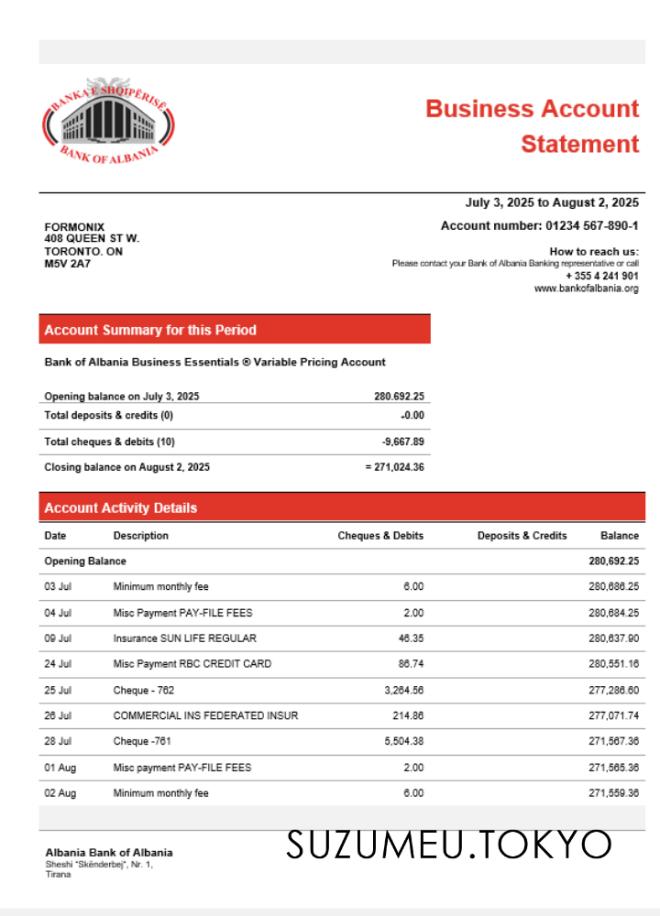 BANKA E SHQIPËRISË
BANK OF ALBANIA
Business Account
Statement
July 3, 2025 to August 2, 2025
Account number: 01234 567-890-1
FORMONIX
408 QUEEN ST W.
TORONTO. ON
M5V 2A7
How to reach us:
Please contact your Bank of Albania Banking representative or call
+ 355 4 241 901
www.bankofalbania.org
Account Summary for this Period
Bank of Albania Business Essentials ® Variable Pricing Account
Opening balance on July 3, 2025 280.692.25
Total deposits & credits (0) -0.00
Total cheques & debits (10) -9,667.89
Closing balance on August 2, 2025 = 271,024.36
Account Activity Details
Date Description Cheques & Debits Deposits & Credits Balance
Opening Balance 280,692.25
03 Jul Minimum monthly fee 6.00 280,686.25
04 Jul Misc Payment PAY-FILE FEES 2.00 280,684.25
09 Jul Insurance SUN LIFE REGULAR 46.35 280,637.90
24 Jul Misc Payment RBC CREDIT CARD 86.74 280,551.16
25 Jul Cheque - 762 3,264.56 277,286.60
26 Jul COMMERCIAL INS FEDERATED INSUR 214.86 277,071.74
28 Jul Cheque -761 5,504.38 271,567.36
01 Aug Misc payment PAY-FILE FEES 2.00 271,565.36
02 Aug Minimum monthly fee 6.00 271,559.36
SUZUMEU.TOKYO
Albania Bank of Albania
Sheshi "Skënderbej", Nr. 1,
Tirana